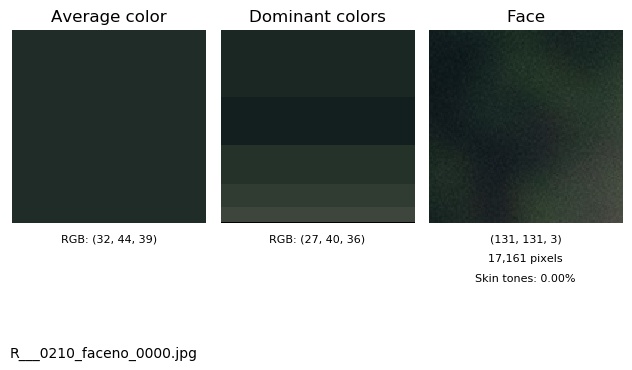 Average color
Dominant colors
Face
RGB: (32, 44, 39)
RGB: (27, 40, 36)
(131, 131, 3)
17,161 pixels
Skin tones: 0.00%
R___0210_faceno_0000.jpg